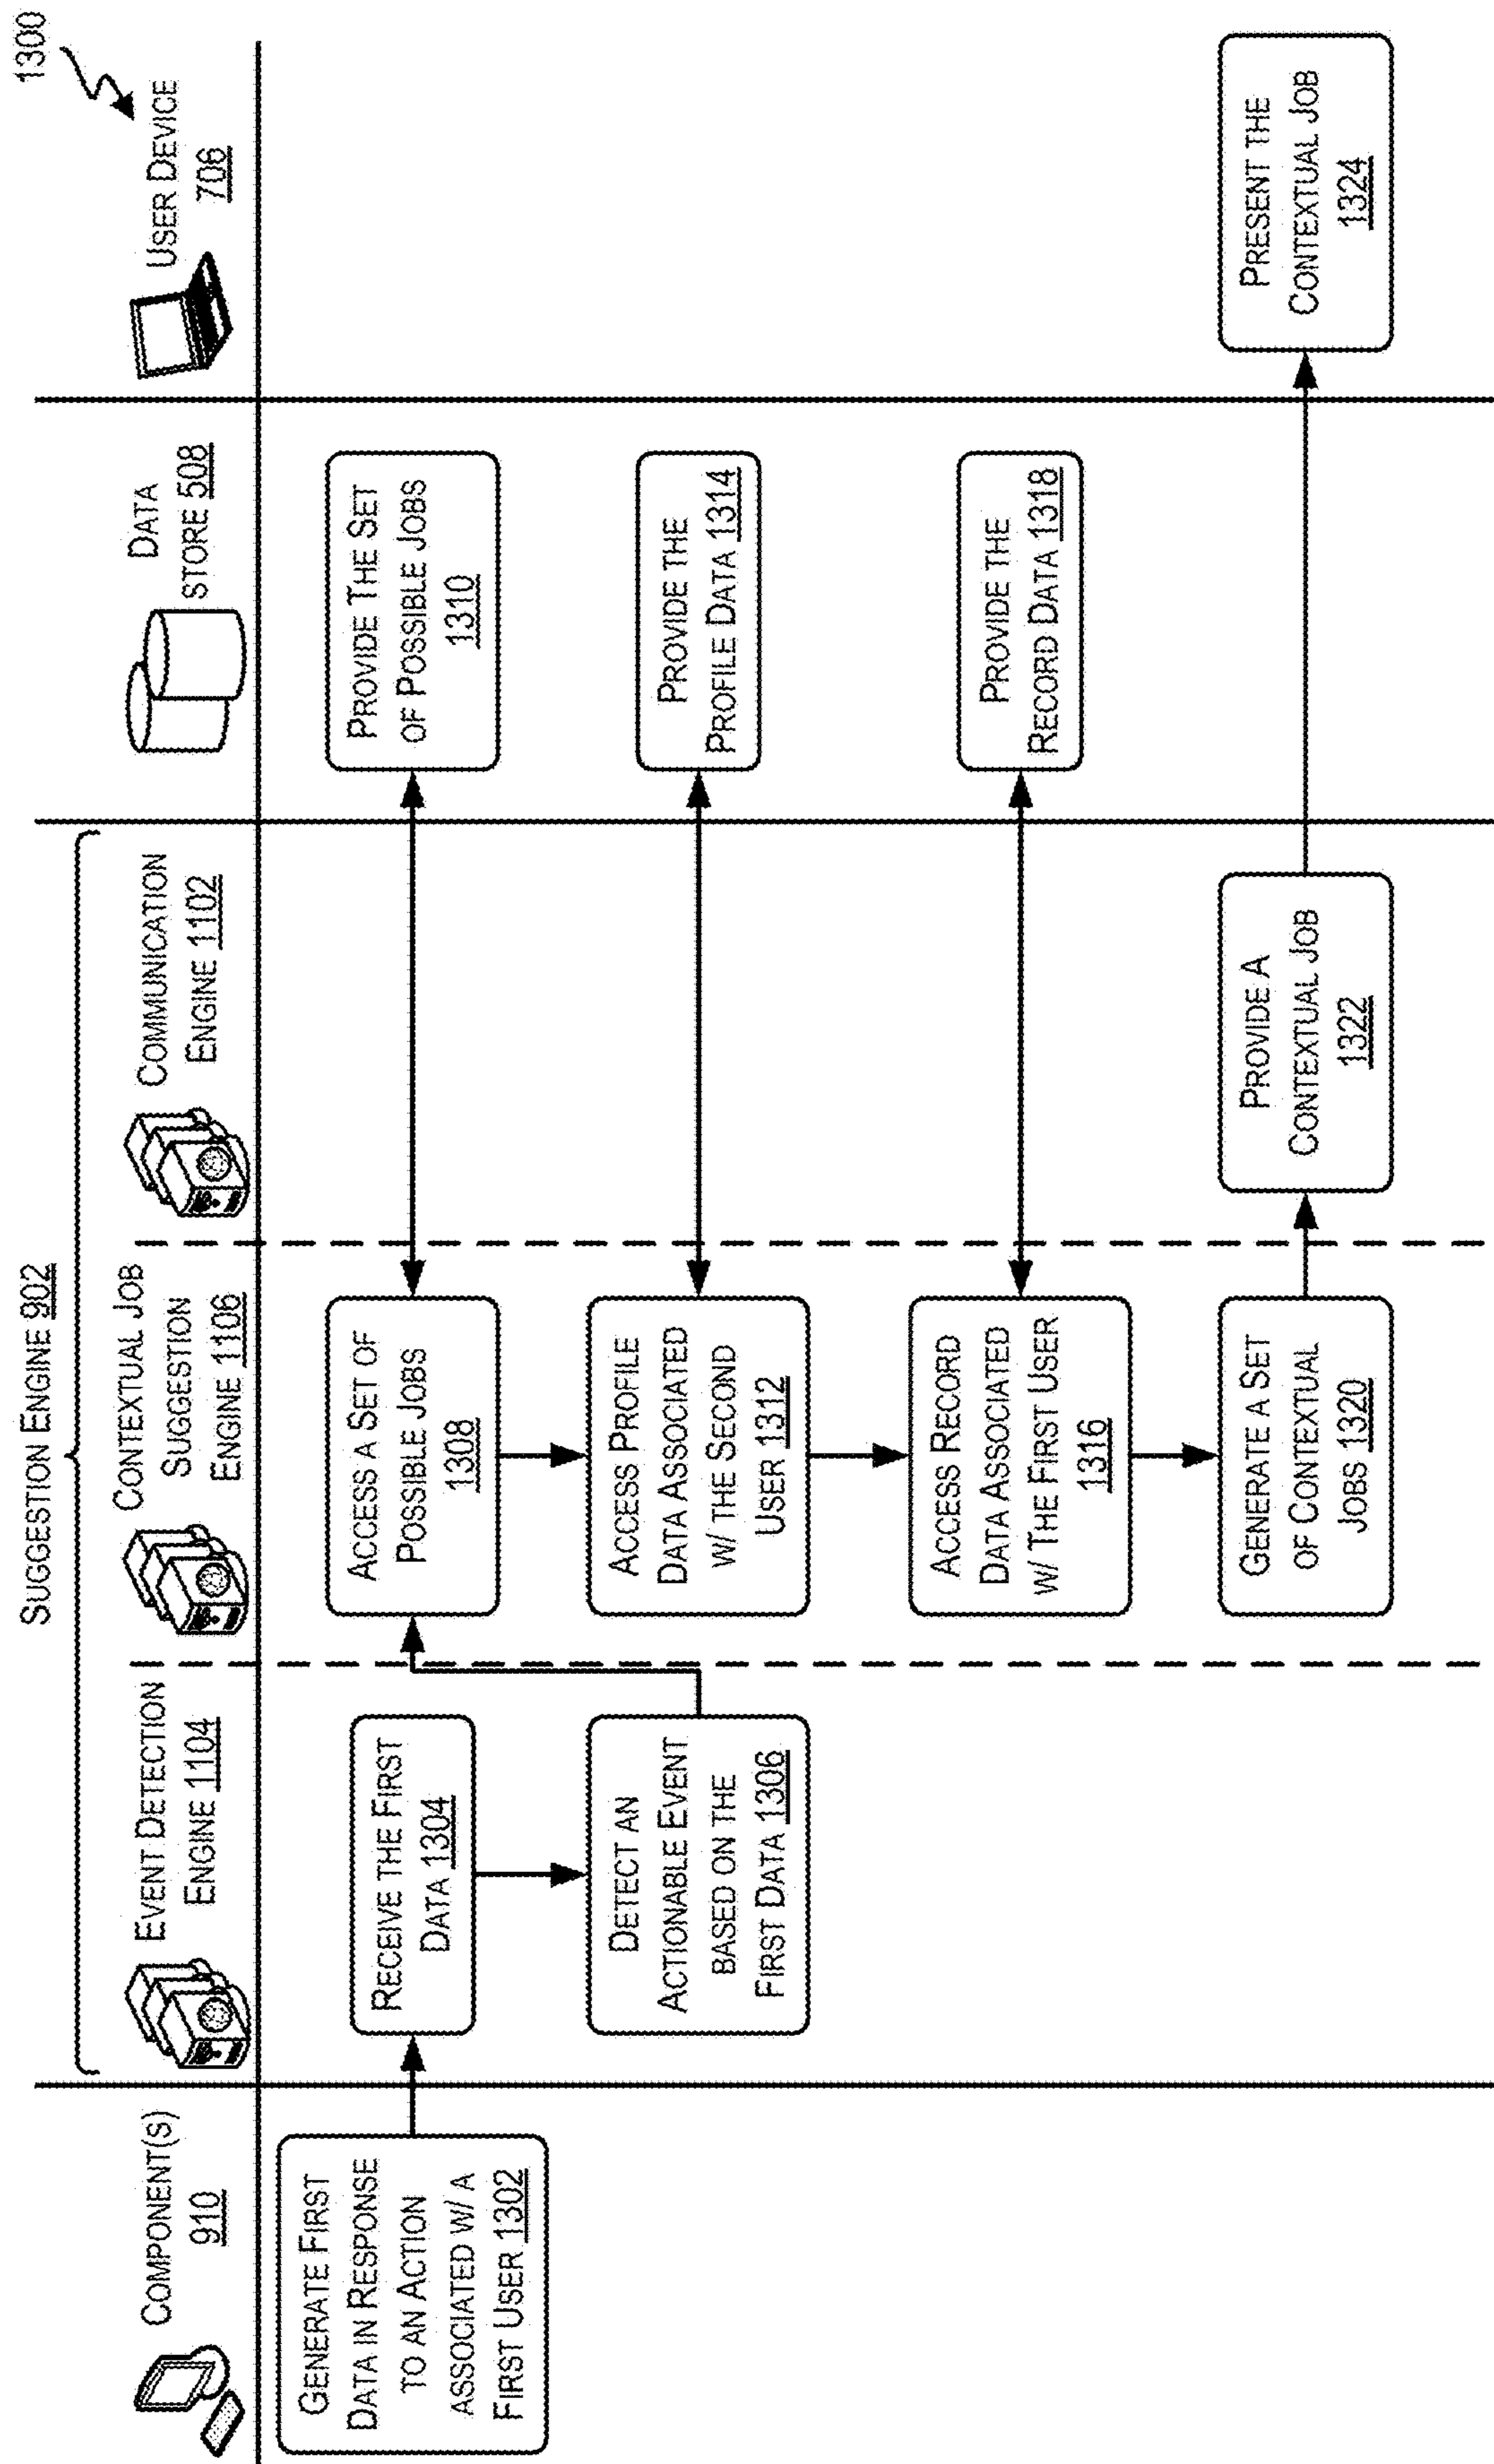 1300
SUGGESTION ENGINE 902
COMPONENT(S)
910
EVENT DETECTION
ENGINE 1104
CONTEXTUAL JOB
SUGGESTION
ENGINE 1106
COMMUNICATION
ENGINE 1102
DATA
STORE 508
USER DEVICE
706
GENERATE FIRST
DATA IN RESPONSE
TO AN ACTION
ASSOCIATED W/ A
FIRST USER 1302
RECEIVE THE FIRST
DATA 1304
DETECT AN
ACTIONABLE EVENT
BASED ON THE
FIRST DATA 1306
ACCESS A SET OF
POSSIBLE JOBS
1308
PROVIDE THE SET
OF POSSIBLE JOBS
1310
ACCESS PROFILE
DATA ASSOCIATED
W/ THE SECOND
USER 1312
PROVIDE THE
PROFILE DATA 1314
ACCESS RECORD
DATA ASSOCIATED
W/ THE FIRST USER
1316
PROVIDE THE
RECORD DATA 1318
GENERATE A SET
OF CONTEXTUAL
JOBS 1320
PROVIDE A
CONTEXTUAL JOB
1322
PRESENT THE
CONTEXTUAL JOB
1324